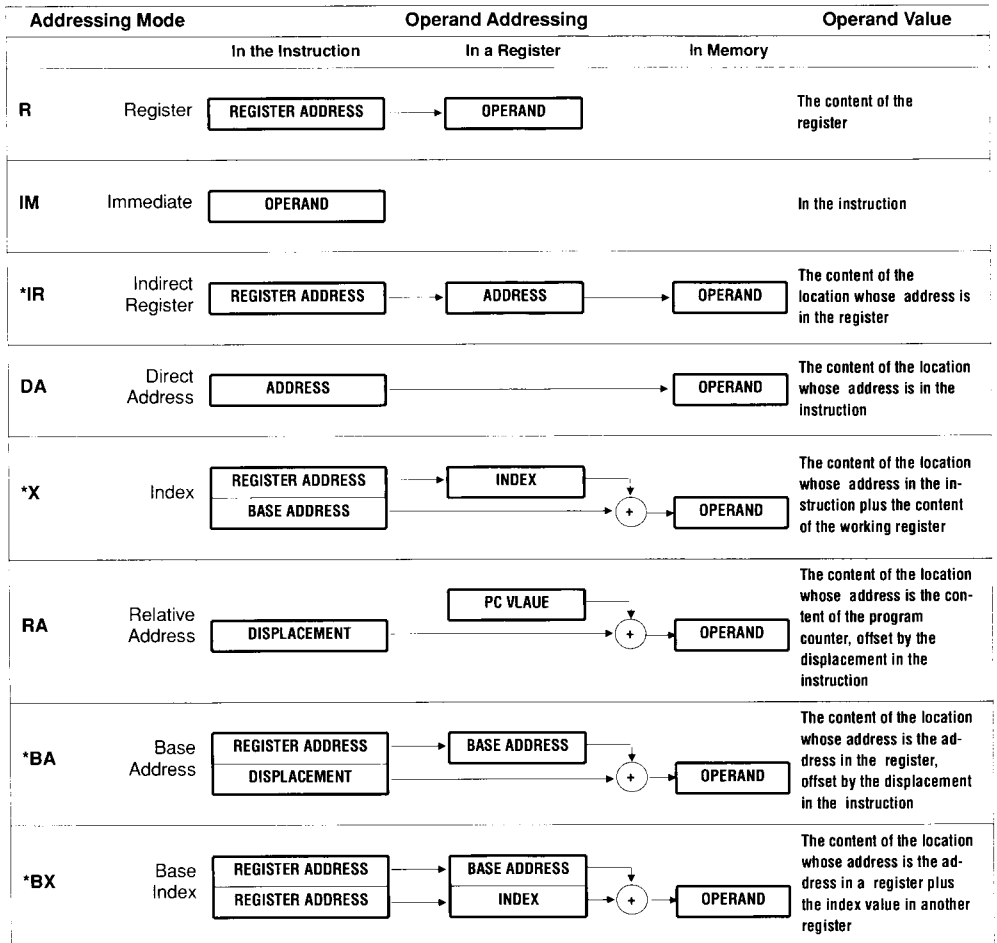 Addressing Mode Operand Addressing Operand Value
In the Instruction In a Register In Memory
R Register REGISTER ADDRESS OPERAND
The content of the
register
IM Immediate OPERAND In the instruction
*IR Indirect
Register
REGISTER ADDRESS ADDRESS OPERAND
The content of the
location whose address is
in the register
DA Direct
Address
ADDRESS OPERAND
The content of the location
whose address is in the
instruction
*X Index
REGISTER ADDRESS INDEX
BASE ADDRESS + OPERAND
The content of the location
whose address in the in-
struction plus the content
of the working register
RA Relative
Address
PC VLAUE
DISPLACEMENT + OPERAND
The content of the location
whose address is the con-
tent of the program
counter, offset by the
displacement in the
instruction
*BA Base
Address
REGISTER ADDRESS BASE ADDRESS
DISPLACEMENT + OPERAND
The content of the location
whose address is the ad-
dress in the register,
offset by the displacement
in the instruction
*BX Base
Index
REGISTER ADDRESS BASE ADDRESS
REGISTER ADDRESS INDEX + OPERAND
The content of the location
whose address is the ad-
dress in a register plus
the index value in another
register